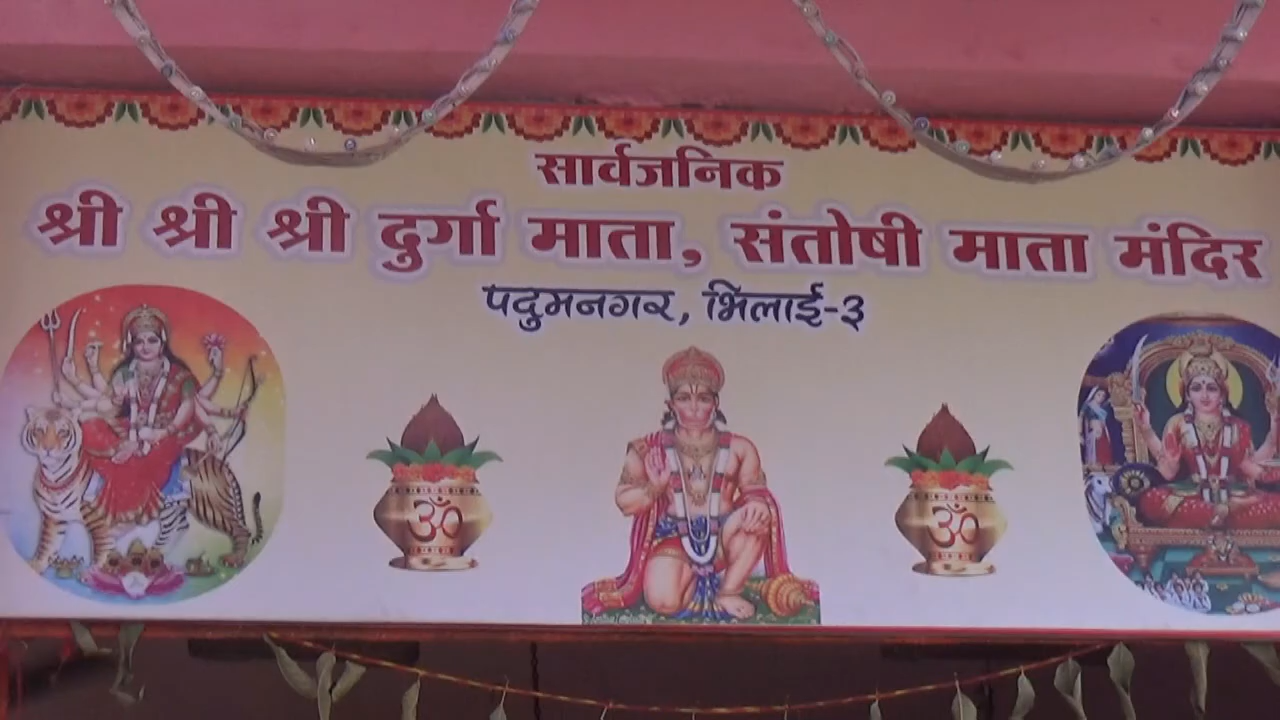 सार्वजनिक
श्री श्री श्री दुर्गा माता, संतोषी माता मंदिर
पदुमनगर, भिलाई-३
ॐ ॐ